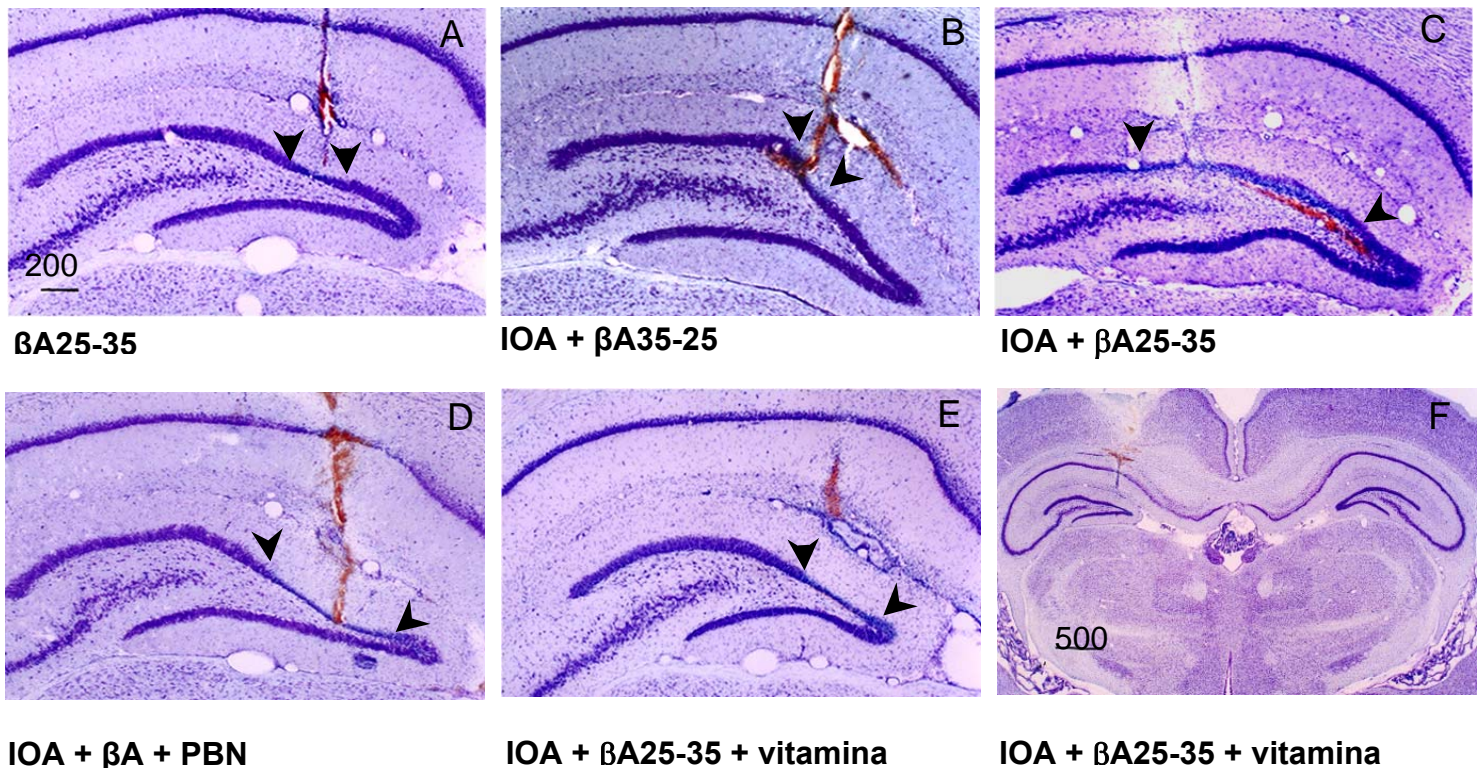 A
B
C
200
βA25-35
IOA + βA35-25
IOA + βA25-35
D
E
F
500
IOA + βA + PBN
IOA + βA25-35 + vitamina
IOA + βA25-35 + vitamina